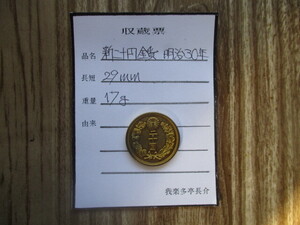 収蔵票
品名 新二十円金貨 明治30年
長短 29mm
重量 17g
由来
我楽多亭長介